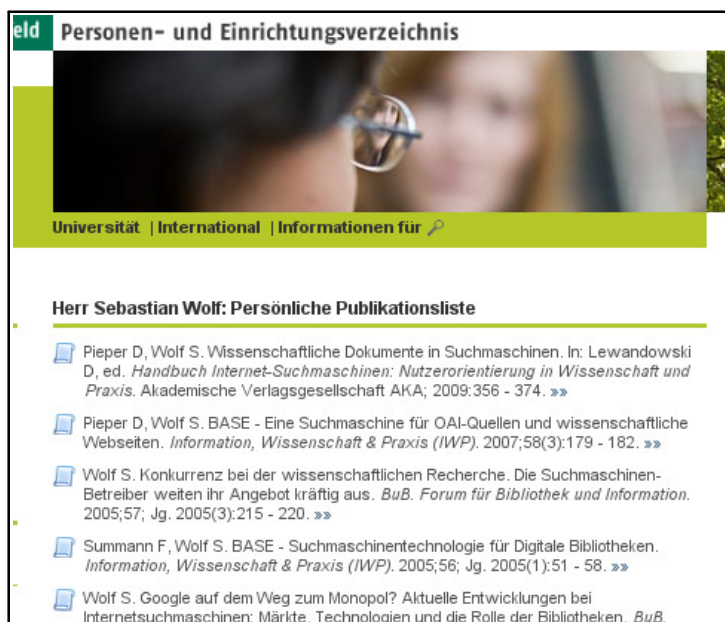 eld Personen- und Einrichtungsverzeichnis
Universität | International | Informationen für
Herr Sebastian Wolf: Persönliche Publikationsliste
Pieper D, Wolf S. Wissenschaftliche Dokumente in Suchmaschinen. In: Lewandowski
D, ed. Handbuch Internet-Suchmaschinen: Nutzerorientierung in Wissenschaft und
Praxis. Akademische Verlagsgesellschaft AKA; 2009:356 - 374. »»
Pieper D, Wolf S. BASE - Eine Suchmaschine für OAI-Quellen und wissenschaftliche
Webseiten. Information, Wissenschaft & Praxis (IWP). 2007;58(3):179 - 182. »»
Wolf S. Konkurrenz bei der wissenschaftlichen Recherche. Die Suchmaschinen-
Betreiber weiten ihr Angebot kräftig aus. BuB. Forum für Bibliothek und Information.
2005;57; Jg. 2005(3):215 - 220. »»
Summann F, Wolf S. BASE - Suchmaschinentechnologie für Digitale Bibliotheken.
Information, Wissenschaft & Praxis (IWP). 2005;56; Jg. 2005(1):51 - 58. »»
Wolf S. Google auf dem Weg zum Monopol? Aktuelle Entwicklungen bei
Internetsuchmaschinen: Märkte, Technologien und die Rolle der Bibliotheken. BuB.